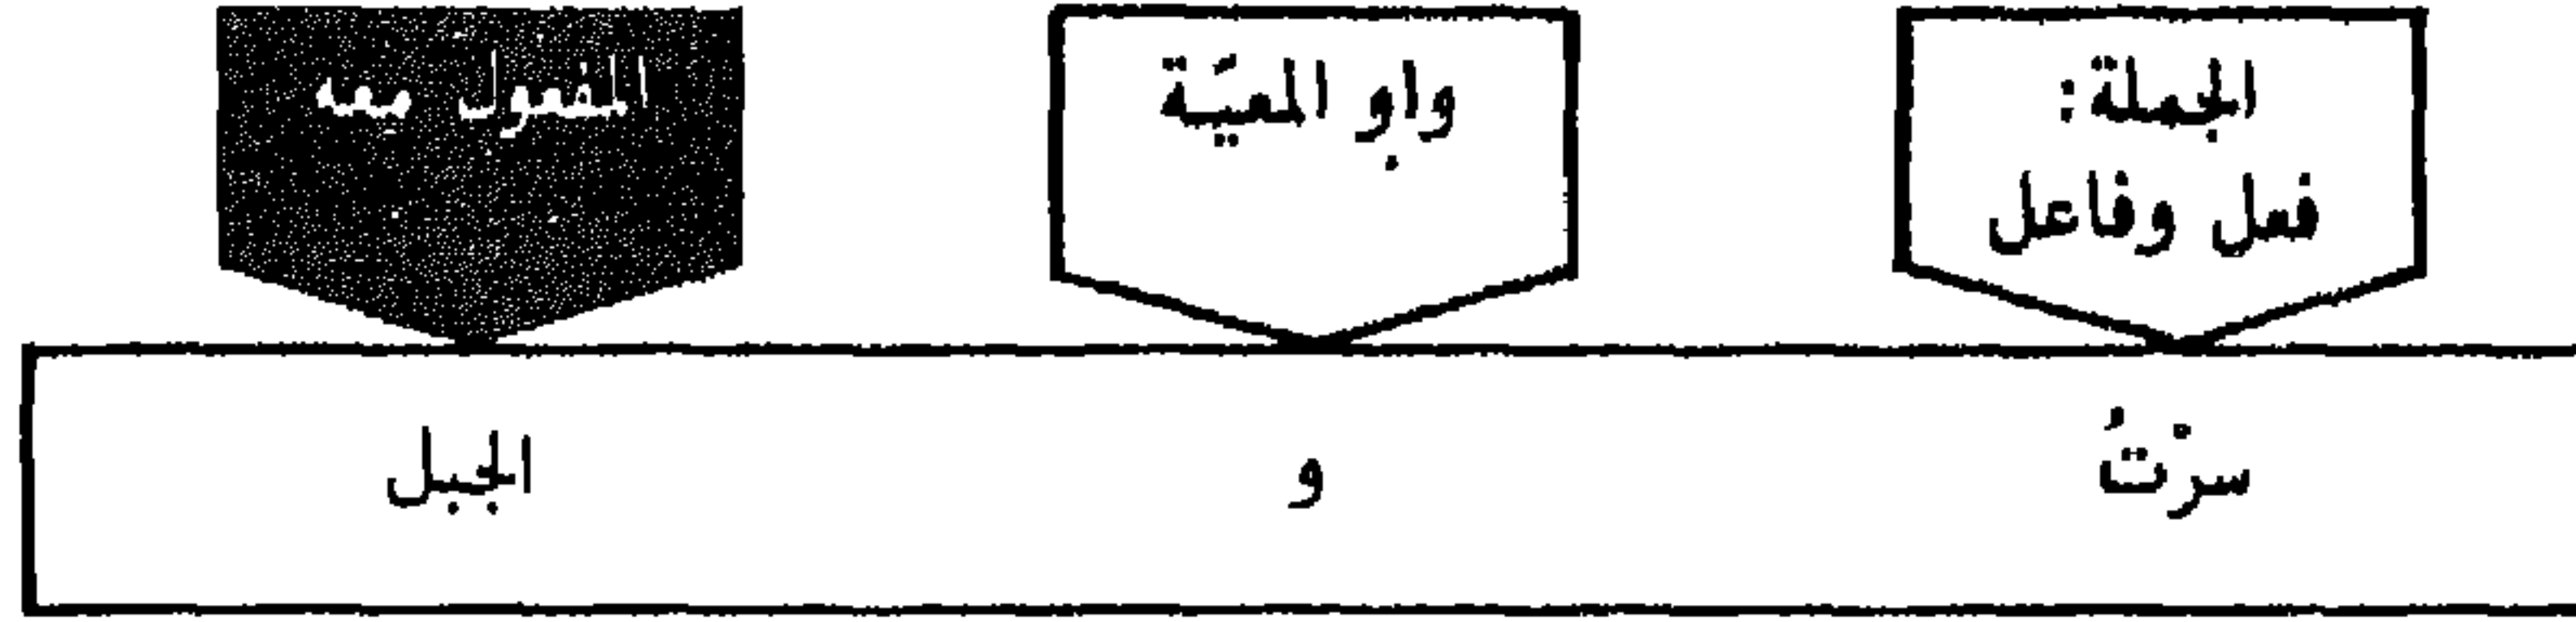 الجملة:
فعل وفاعل
واو المعيّة
المفعول معه
سرْتُ
و
الجبل